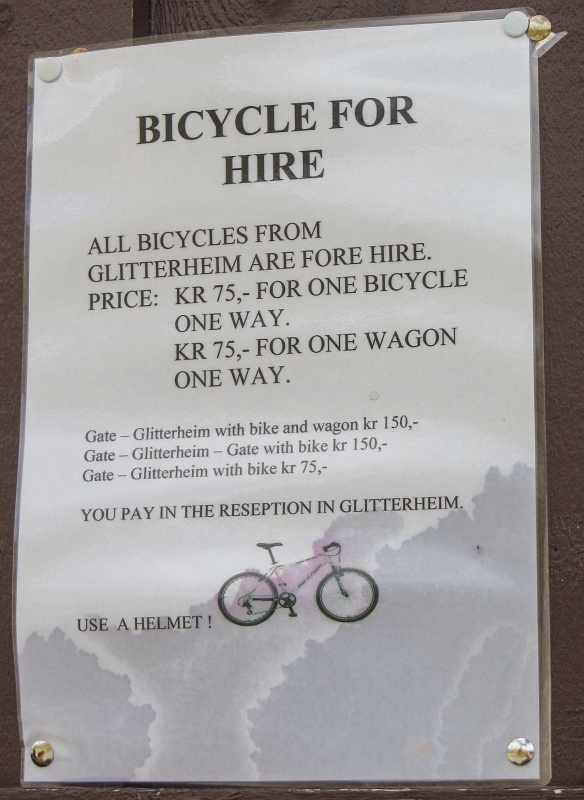 BICYCLE FOR
HIRE
ALL BICYCLES FROM
GLITTERHEIM ARE FORE HIRE.
PRICE: KR 75,- FOR ONE BICYCLE
ONE WAY.
KR 75,- FOR ONE WAGON
ONE WAY.
Gate – Glitterheim with bike and wagon kr 150,-
Gate – Glitterheim – Gate with bike kr 150,-
Gate – Glitterheim with bike kr 75,-
YOU PAY IN THE RESEPTION IN GLITTERHEIM.
USE A HELMET !